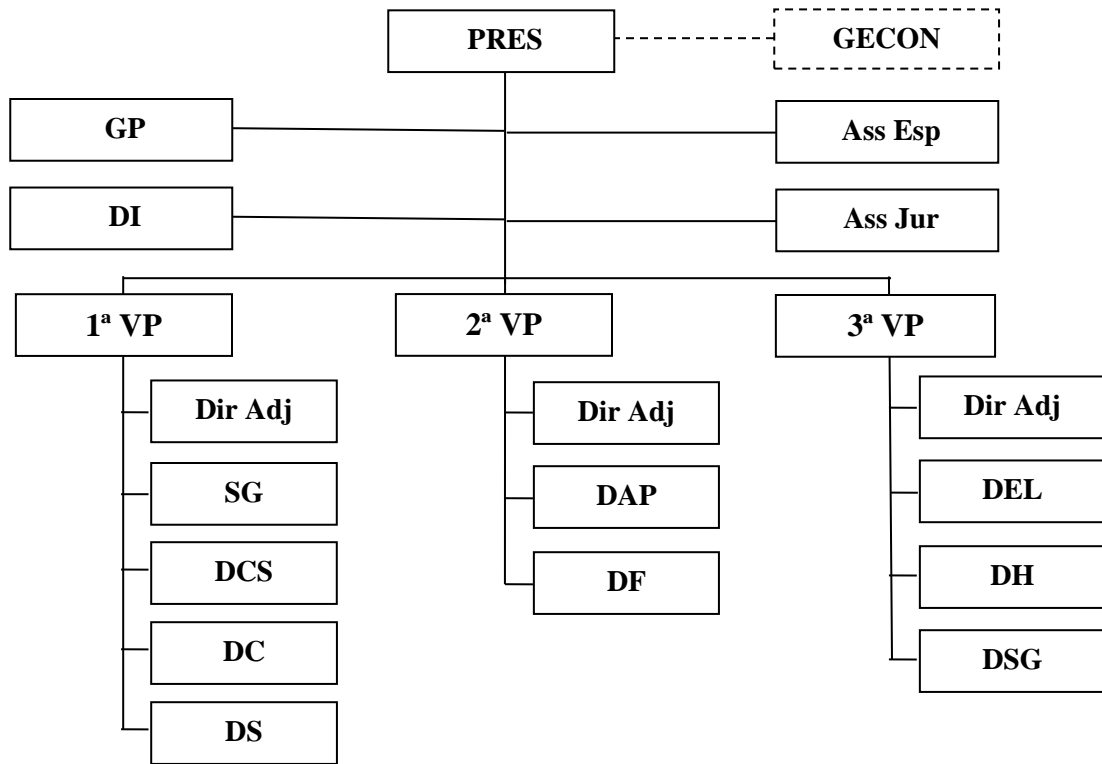 PRES
GECON
GP
Ass Esp
DI
Ass Jur
1ª VP
2ª VP
3ª VP
Dir Adj
SG
DCS
DC
DS
Dir Adj
DAP
DF
Dir Adj
DEL
DH
DSG